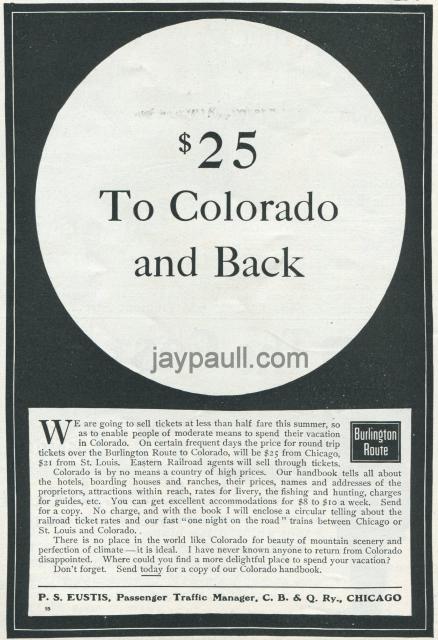 $25
To Colorado
and Back
jaypaull.com
WE are going to sell tickets at less than half fare this summer, so
as to enable people of moderate means to spend their vacation
in Colorado. On certain frequent days the price for round trip
tickets over the Burlington Route to Colorado, will be $25 from Chicago,
$21 from St. Louis. Eastern Railroad agents will sell through tickets.
Burlington
Route
Colorado is by no means a country of high prices. Our handbook tells all about
the hotels, boarding houses and ranches, their prices, names and addresses of the
proprietors, attractions within reach, rates for livery, the fishing and hunting, charges
for guides, etc. You can get excellent accommodations for $8 to $10 a week. Send
for a copy. No charge, and with the book I will enclose a circular telling about the
railroad ticket rates and our fast "one night on the road" trains between Chicago or
St. Louis and Colorado.
There is no place in the world like Colorado for beauty of mountain scenery and
perfection of climate—it is ideal. I have never known anyone to return from Colorado
disappointed. Where could you find a more delightful place to spend your vacation?
Don't forget. Send today for a copy of our Colorado handbook.
P. S. EUSTIS, Passenger Traffic Manager, C. B. & Q. Ry., CHICAGO